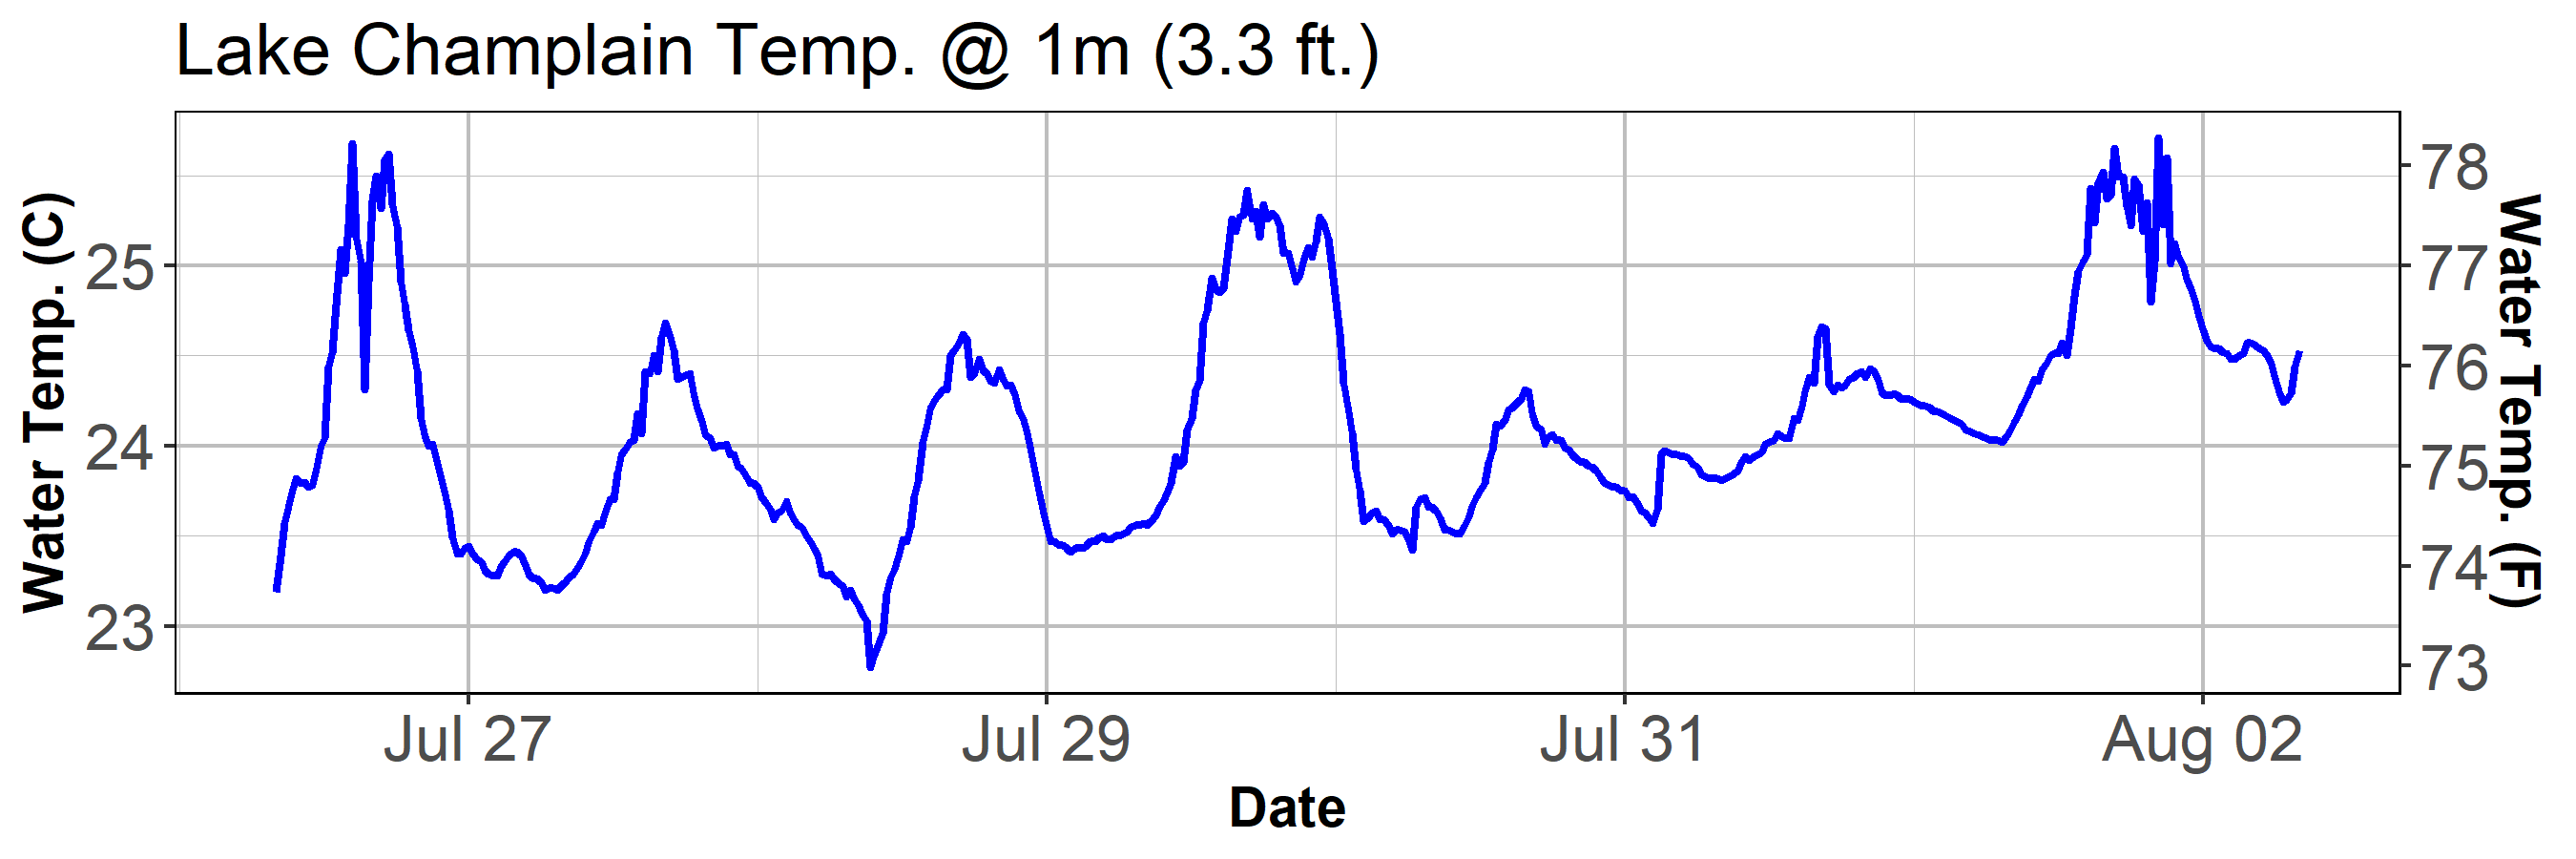 Lake Champlain Temp. @ 1m (3.3 ft.)
Water Temp. (C)
25
24
23
78
77
76
75
74
73
Water Temp. (F)
Jul 27
Jul 29
Jul 31
Aug 02
Date